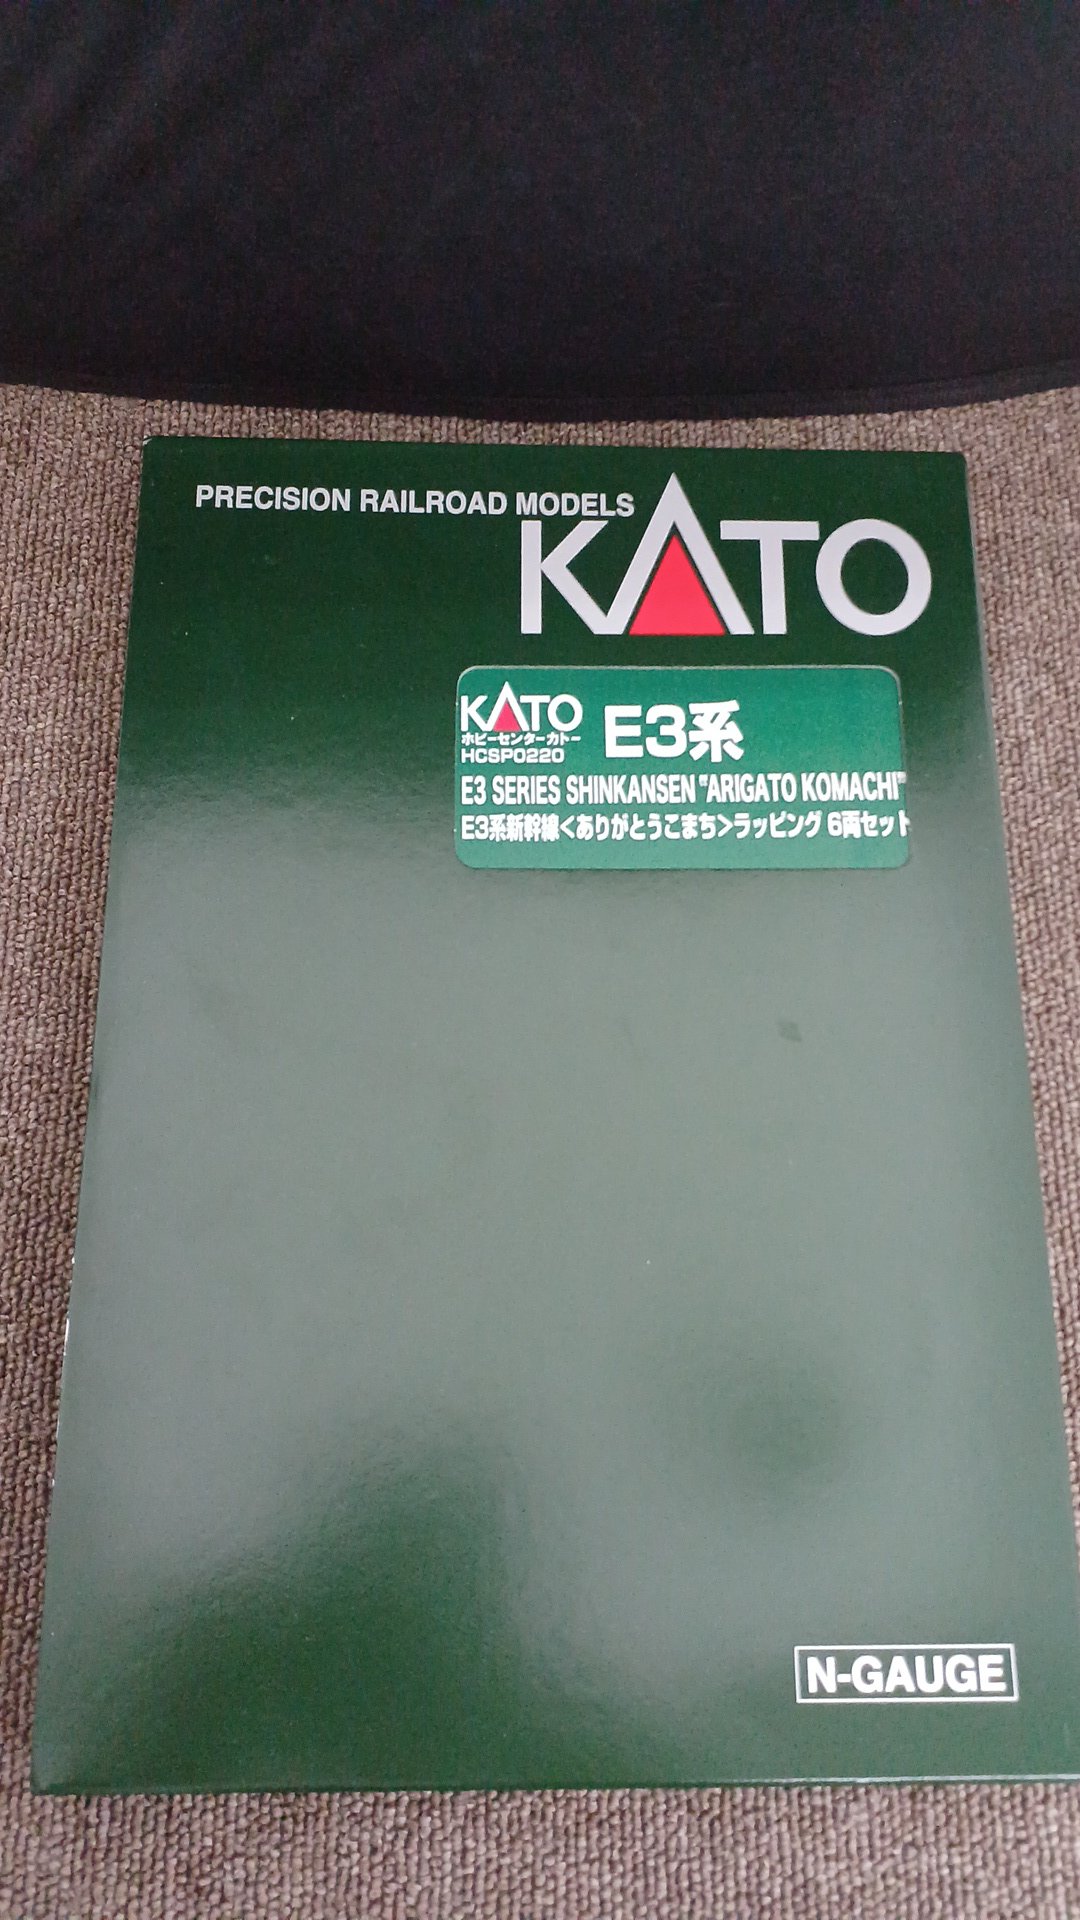 PRECISION RAILROAD MODELS
KATO
KATO
ホビーセンターカトー
HCSP0220
E3系
E3 SERIES SHINKANSEN "ARIGATO KOMACHI"
E3系新幹線<ありがとうこまち>ラッピング 6両セット
N-GAUGE